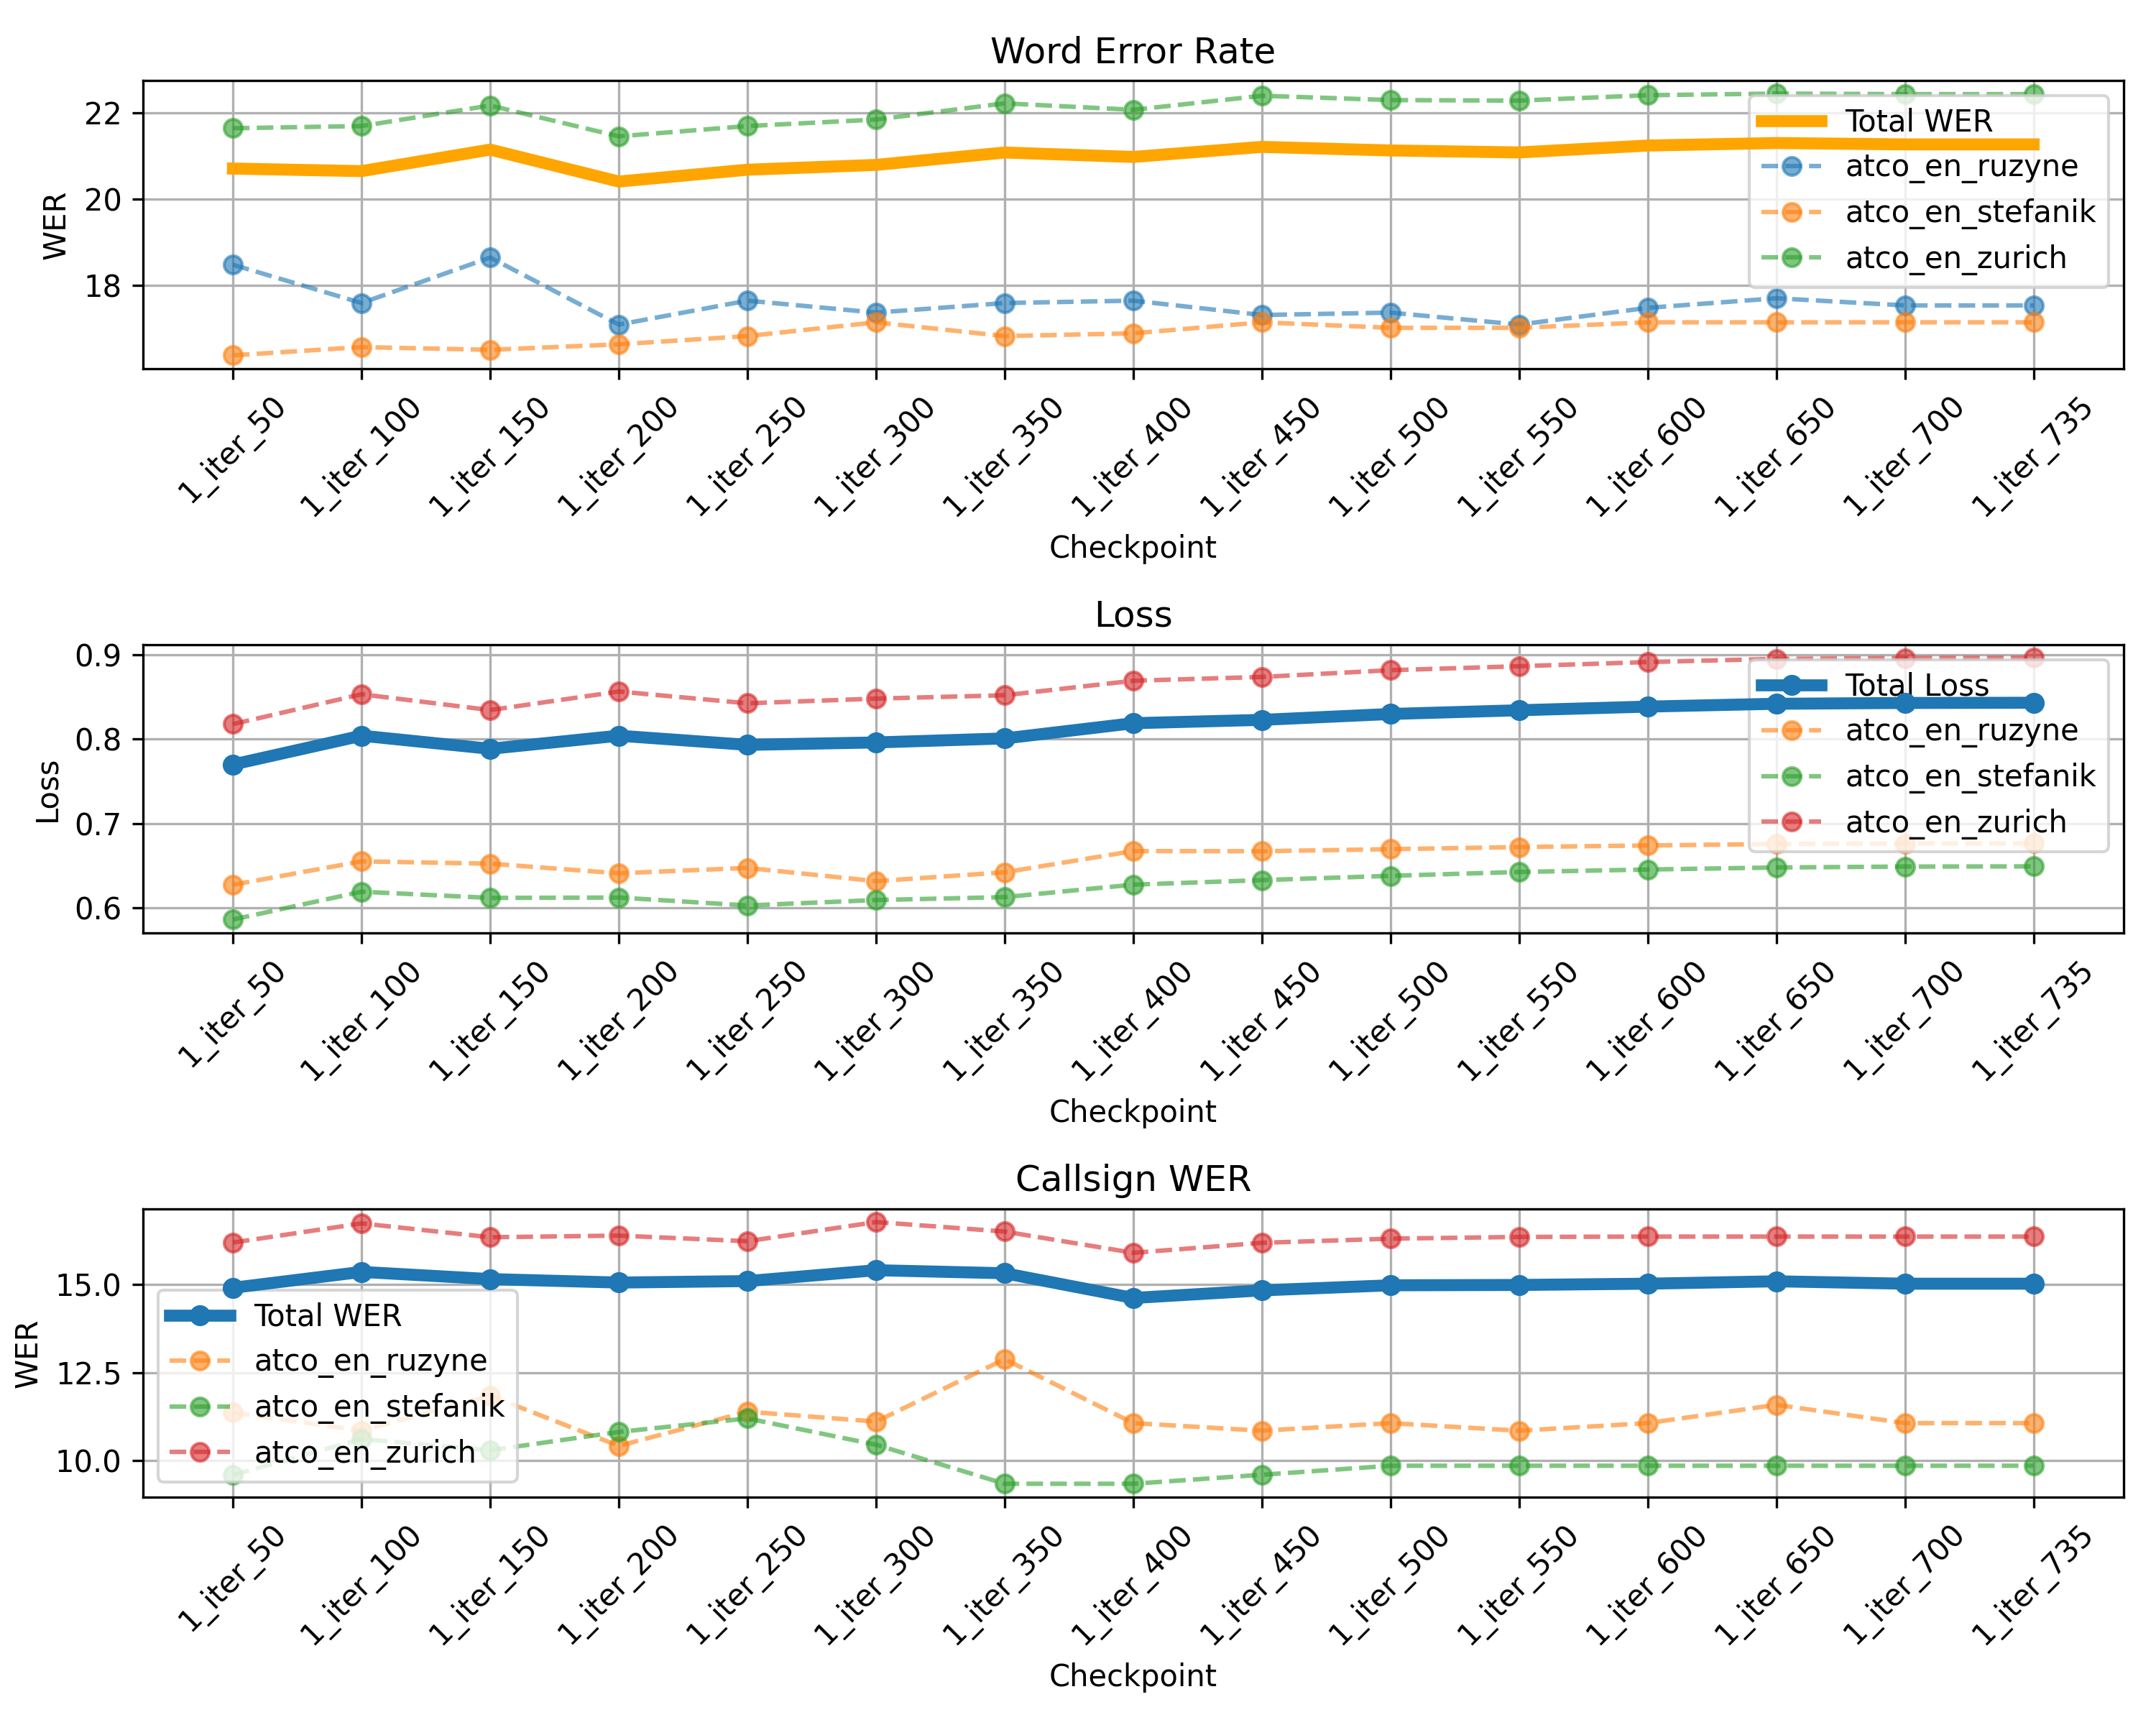 Word Error Rate
22
20
18
WER
Total WER
atco_en_ruzyne
atco_en_stefanik
atco_en_zurich
1_iter_50
1_iter_100
1_iter_150
1_iter_200
1_iter_250
1_iter_300
1_iter_350
1_iter_400
1_iter_450
1_iter_500
1_iter_550
1_iter_600
1_iter_650
1_iter_700
1_iter_735
Checkpoint
Loss
0.9
0.8
0.7
0.6
Loss
Total Loss
atco_en_ruzyne
atco_en_stefanik
atco_en_zurich
1_iter_50
1_iter_100
1_iter_150
1_iter_200
1_iter_250
1_iter_300
1_iter_350
1_iter_400
1_iter_450
1_iter_500
1_iter_550
1_iter_600
1_iter_650
1_iter_700
1_iter_735
Checkpoint
Callsign WER
15.0
12.5
10.0
WER
Total WER
atco_en_ruzyne
atco_en_stefanik
atco_en_zurich
1_iter_50
1_iter_100
1_iter_150
1_iter_200
1_iter_250
1_iter_300
1_iter_350
1_iter_400
1_iter_450
1_iter_500
1_iter_550
1_iter_600
1_iter_650
1_iter_700
1_iter_735
Checkpoint